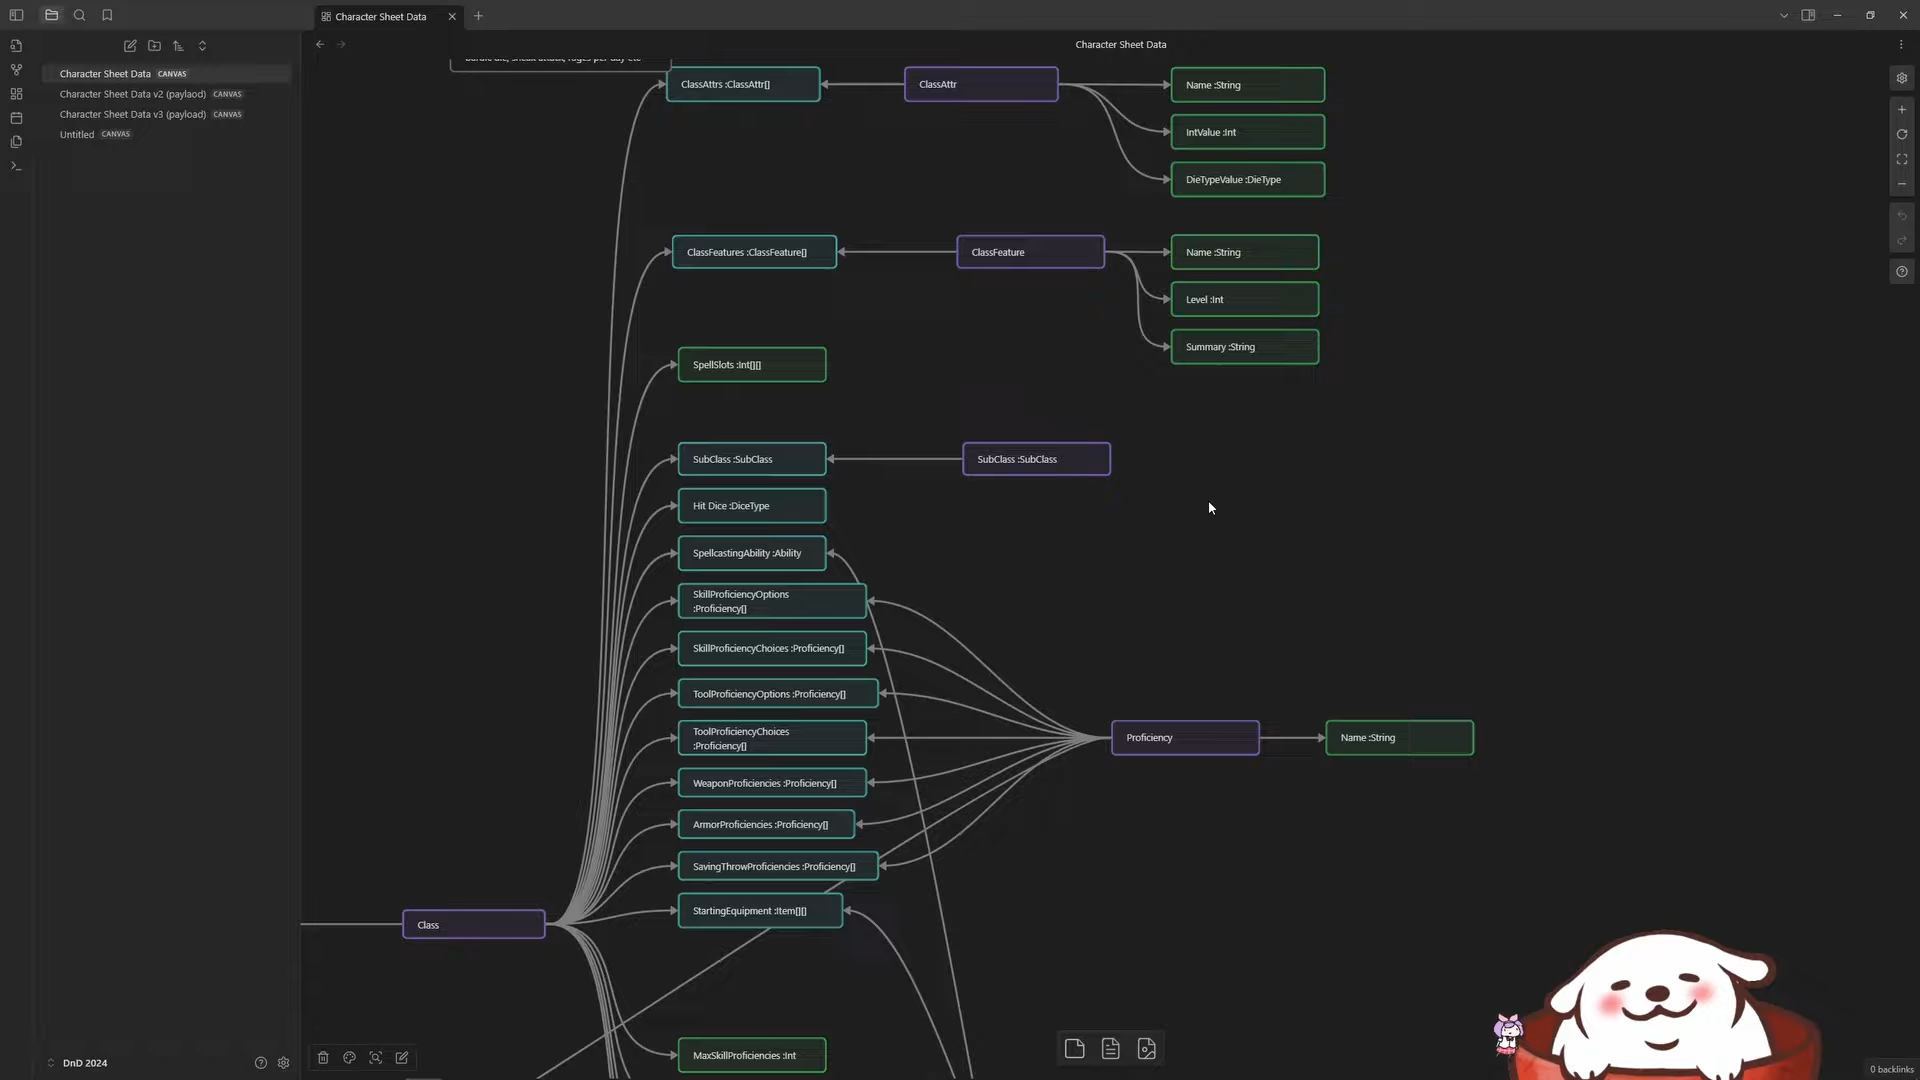 Character Sheet Data
Character Sheet Data
Character Sheet Data CANVAS
Character Sheet Data v2 (paylaod) CANVAS
Character Sheet Data v3 (payload) CANVAS
Untitled CANVAS
ClassAttrs :ClassAttr[]
ClassAttr
Name :String
IntValue :Int
DieTypeValue :DieType
ClassFeatures :ClassFeature[]
ClassFeature
Name :String
Level :Int
Summary :String
SpellSlots :Int[][]
SubClass :SubClass
SubClass :SubClass
Hit Dice :DiceType
SpellcastingAbility :Ability
SkillProficiencyOptions
:Proficiency[]
SkillProficiencyChoices :Proficiency[]
ToolProficiencyOptions :Proficiency[]
ToolProficiencyChoices
:Proficiency[]
Proficiency
Name :String
WeaponProficiencies :Proficiency[]
ArmorProficiencies :Proficiency[]
SavingThrowProficiencies :Proficiency[]
StartingEquipment :Item[][]
Class
MaxSkillProficiencies :Int
DnD 2024
0 backlinks